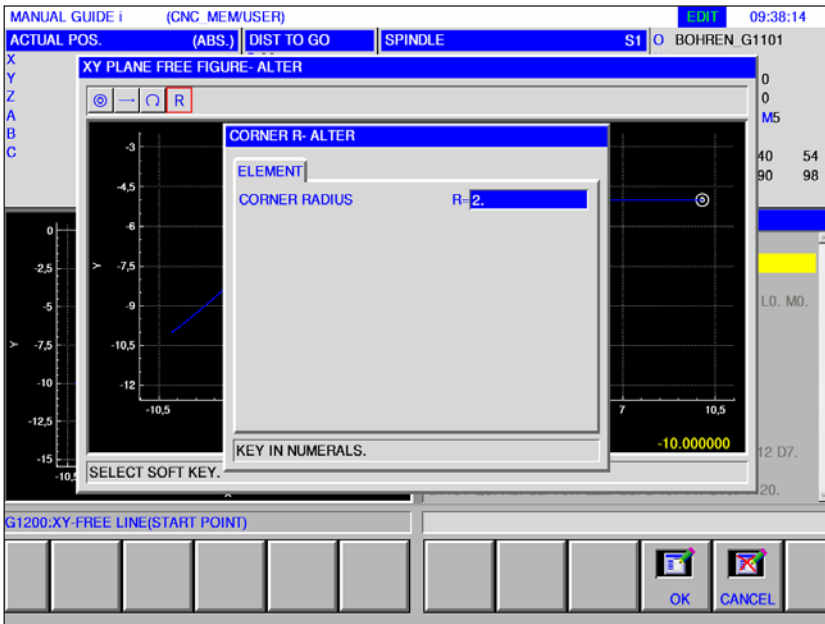 MANUAL GUIDE i (CNC_MEM/USER) EDIT 09:38:14
ACTUAL POS. (ABS.) DIST TO GO SPINDLE S1 O BOHREN_G1101
X
Y
Z
A
B
C
0
0
M5
40 54
90 98
XY PLANE FREE FIGURE- ALTER
R
CORNER R- ALTER
ELEMENT
CORNER RADIUS R=2.
KEY IN NUMERALS.
-3
-4,5
-6
-7,5
-9
-10,5
-12
Y
-10,5
7
10,5
-10.000000
SELECT SOFT KEY.
0
-2,5
-5
-7,5
-10
-12,5
-15
Y
-10,5
L0. M0.
12 D7.
20.
G1200:XY-FREE LINE(START POINT)
OK CANCEL